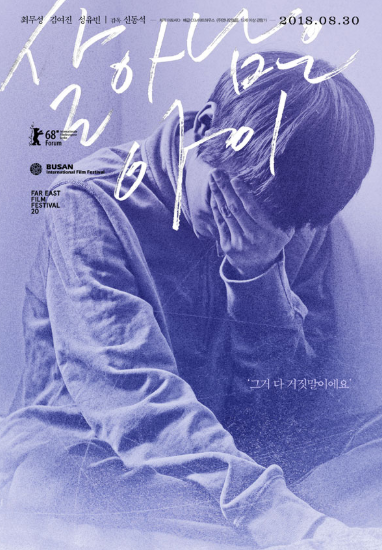 최무성 김여진 성유빈 | 감독 신동석
2018.08.30
살아남은
아이
68
Forum
BUSAN
International Film Festival
FAR EAST
FILM
FESTIVAL
20
‘그거 다 거짓말이에요’